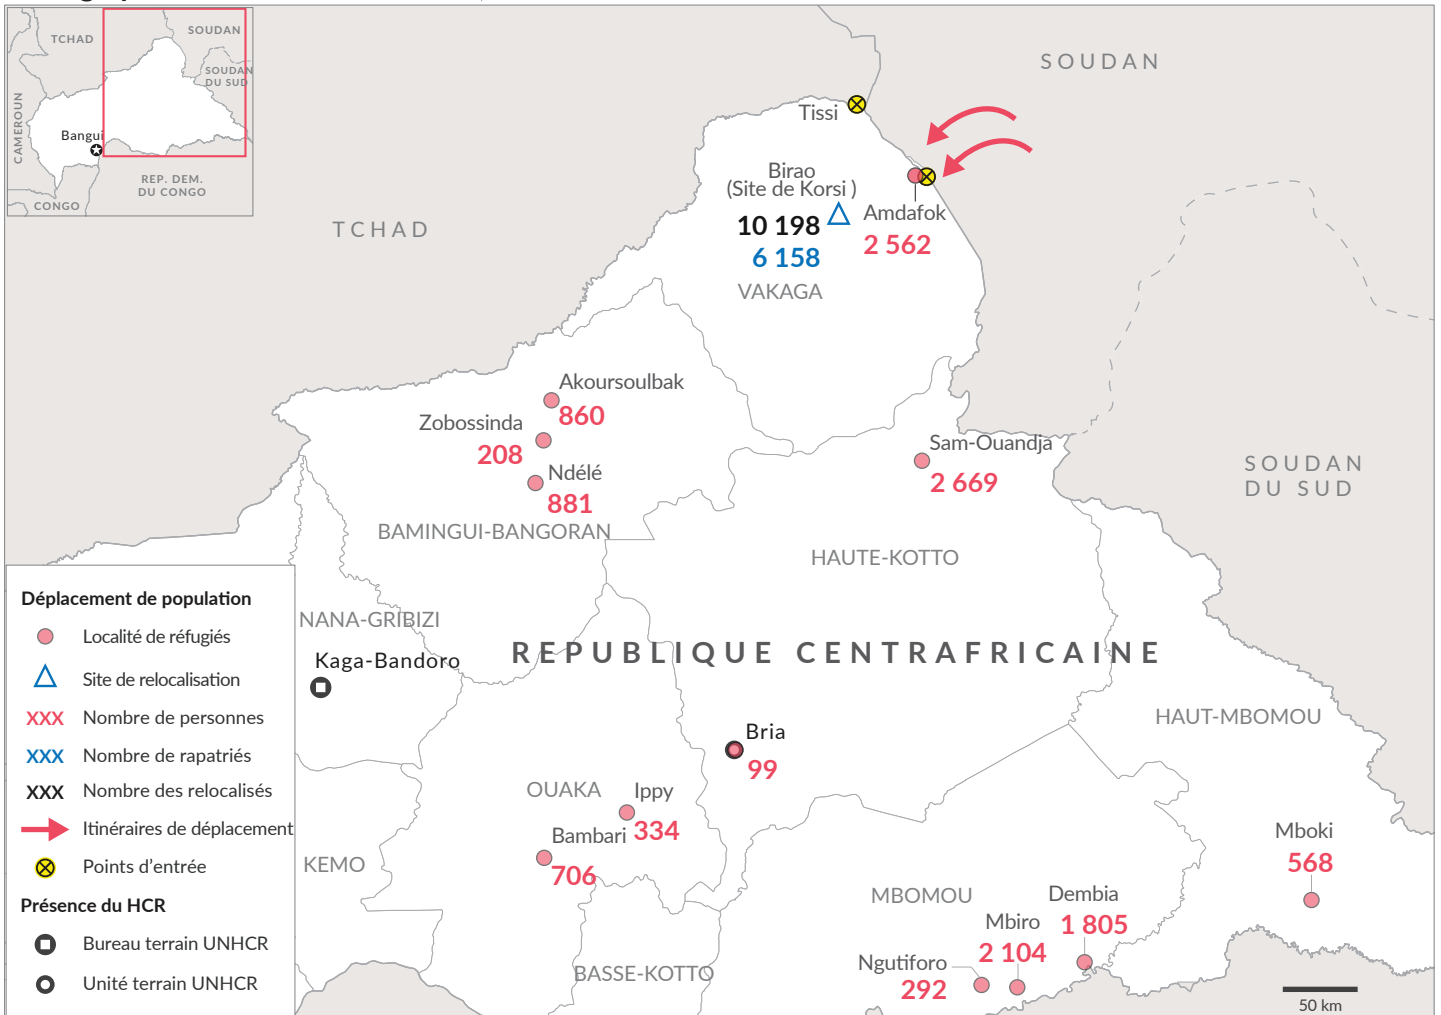 TCHAD
SOUDAN
SOUDAN
DU SUD
CAMEROUN
Bangui
REP. DEM.
DU CONGO
CONGO
SOUDAN
Tissi
Birao
(Site de Korsi )
10 198
6 158
Amdafok
2 562
VAKAGA
TCHAD
Akoursoulbak
860
Zobossinda
208
Ndélé
881
BAMINGUI-BANGORAN
Sam-Ouandja
2 669
SOUDAN
DU SUD
HAUTE-KOTTO
NANA-GRIBIZI
Kaga-Bandoro
REPUBLIQUE CENTRAFRICAINE
HAUT-MBOMOU
Bria
99
OUAKA
Ippy
334
Bambari
706
KEMO
Mboki
568
MBOMOU
Dembia
1 805
Mbiro
2 104
Ngutiforo
292
BASSE-KOTTO
50 km
Déplacement de population
Localité de réfugiés
Site de relocalisation
XXX Nombre de personnes
XXX Nombre de rapatriés
XXX Nombre des relocalisés
Itinéraires de déplacement
Points d'entrée
Présence du HCR
Bureau terrain UNHCR
Unité terrain UNHCR